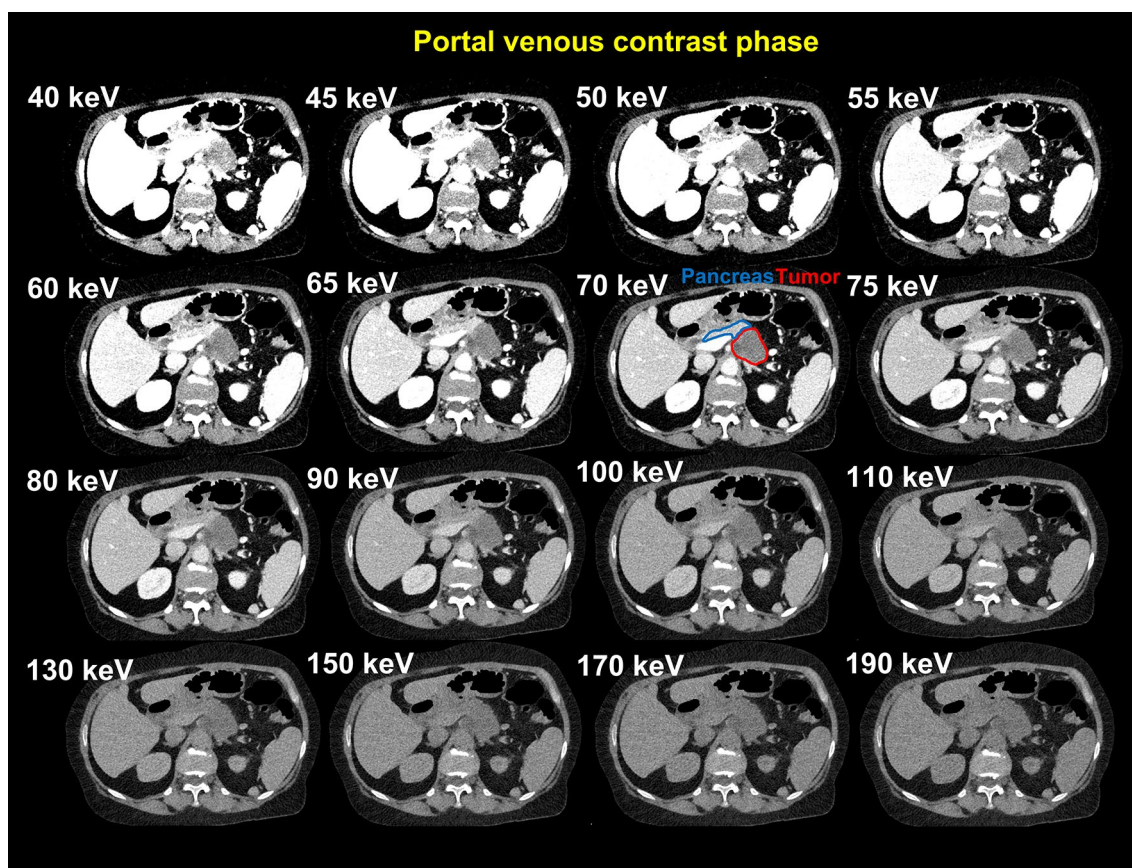 Portal venous contrast phase
40 keV 45 keV 50 keV 55 keV
PancreasTumor
60 keV 65 keV 70 keV 75 keV
80 keV 90 keV 100 keV 110 keV
130 keV 150 keV 170 keV 190 keV